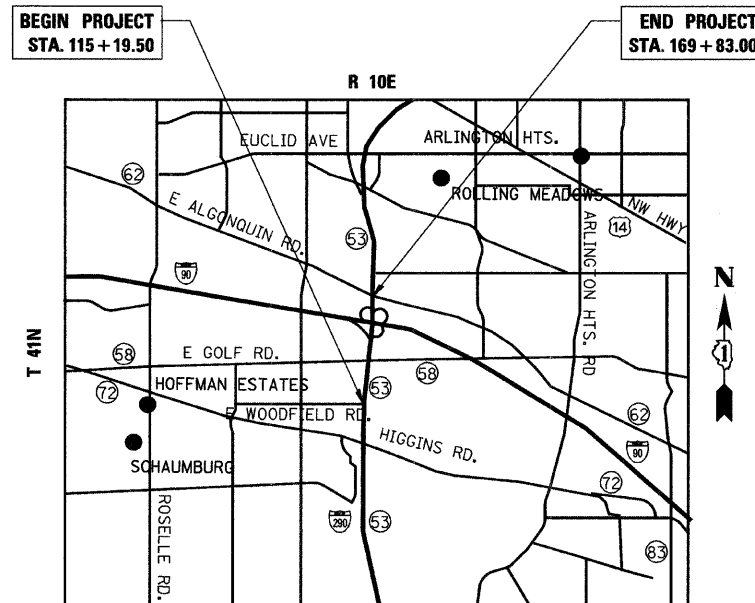 BEGIN PROJECT
STA. 115+19.50
END PROJECT
STA. 169+83.00
R 10E
EUCLID AVE
ARLINGTON HTS.
62
ROLLING MEADOWS
E ALGONQUIN RD.
NW HWY
14
53
ARLINGTON HTS. RD
90
N
1
T 41N
58
E GOLF RD.
58
72
HOFFMAN ESTATES
53
E WOODFIELD RD.
62
HIGGINS RD.
90
SCHAUMBURG
72
ROSELLE RD.
290
53
83